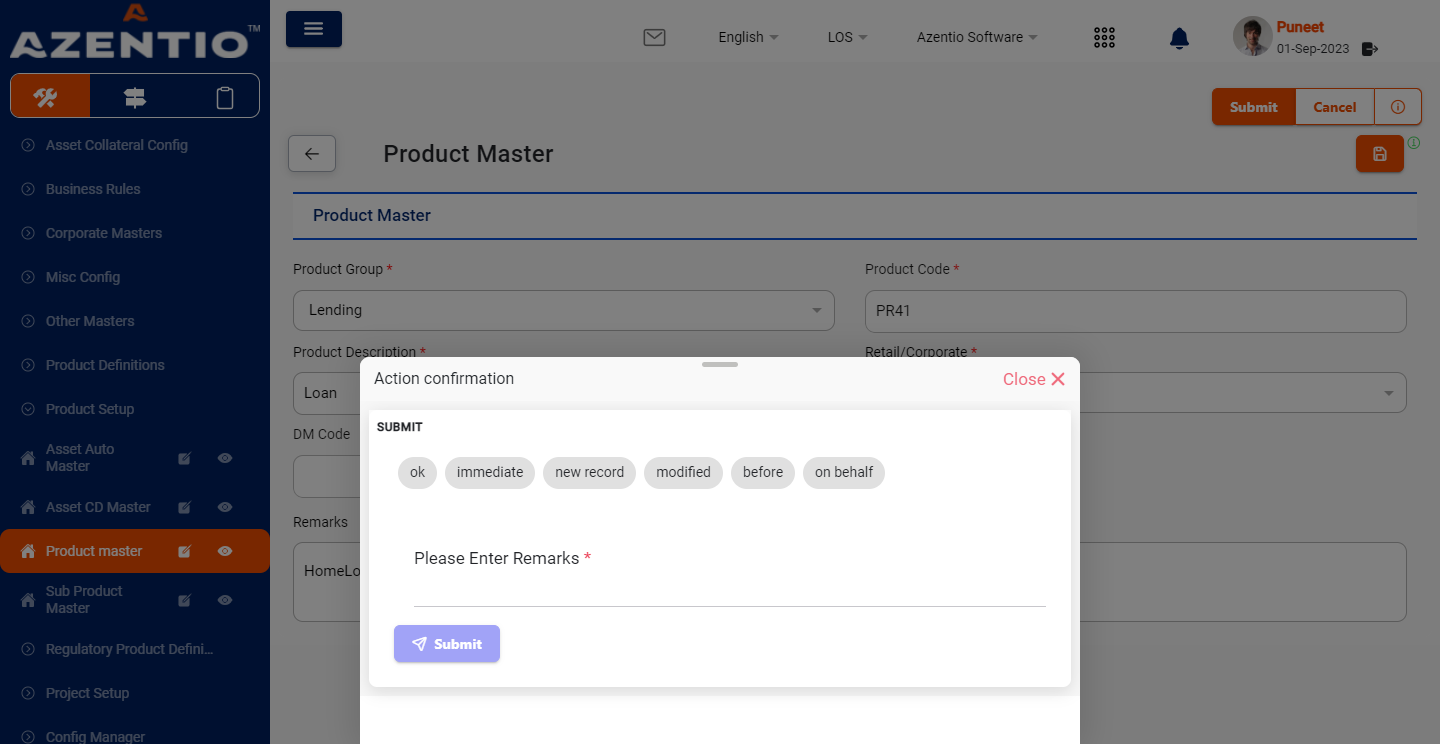 AZENTIO™
English
LOS
Azentio Software
Puneet
01-Sep-2023
Asset Collateral Config
Business Rules
Corporate Masters
Misc Config
Other Masters
Product Definitions
Product Setup
Asset Auto
Master
Asset CD Master
Product master
Sub Product
Master
Regulatory Product Defini...
Project Setup
Config Manager
Submit
Cancel
Product Master
Product Master
Product Group *
Lending
Product Code *
PR41
Product Description *
Loan
Retail/Corporate *
DM Code
Remarks
HomeLo
Action confirmation
Close
SUBMIT
ok
immediate
new record
modified
before
on behalf
Please Enter Remarks *
Submit